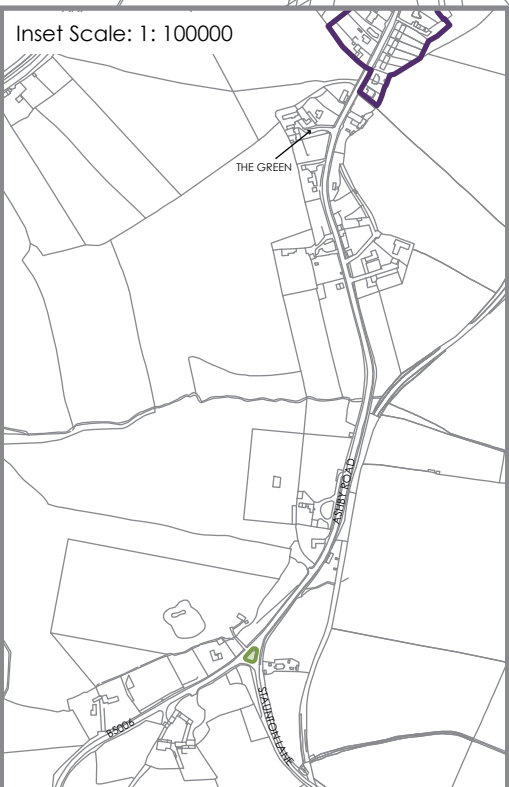 Inset Scale: 1: 100000
THE GREEN
ASHBY ROAD
STAUNTON LANE
B5006